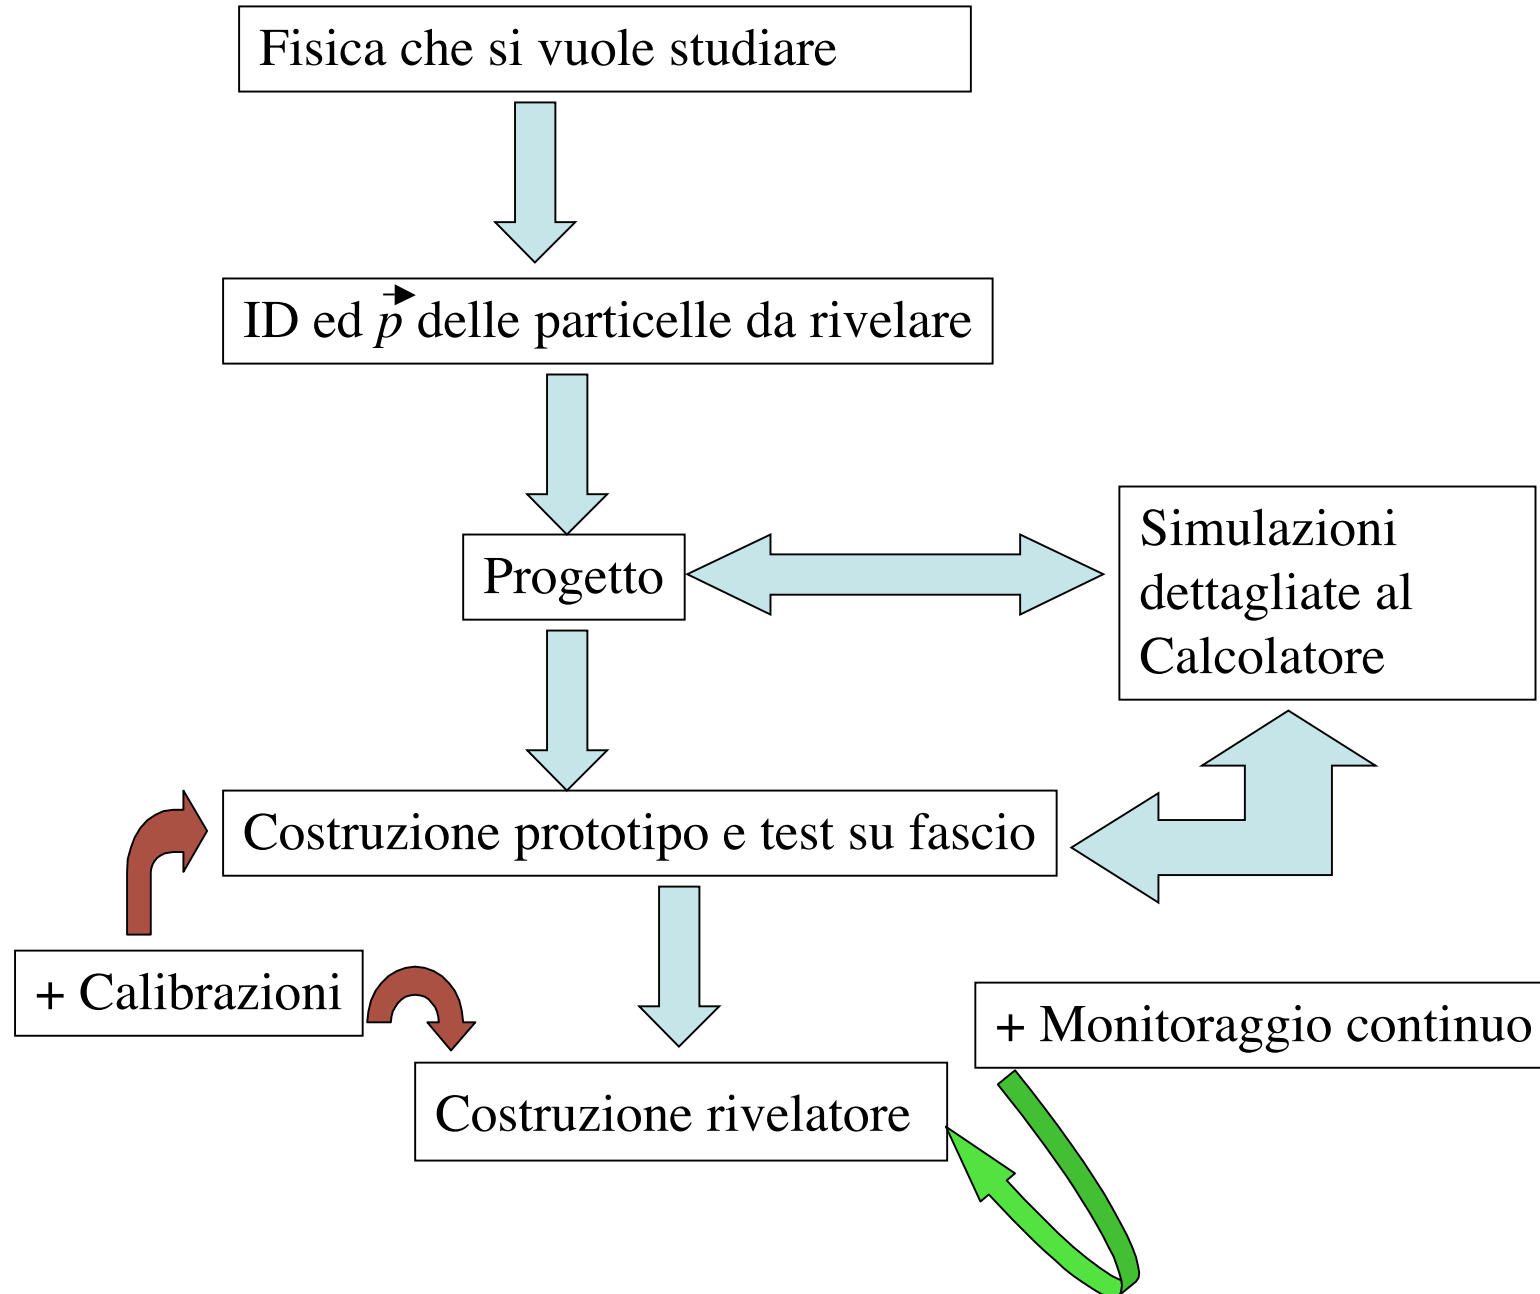 Fisica che si vuole studiare
ID ed p⃗ delle particelle da rivelare
Progetto
Simulazioni
dettagliate al
Calcolatore
Costruzione prototipo e test su fascio
+ Calibrazioni
+ Monitoraggio continuo
Costruzione rivelatore